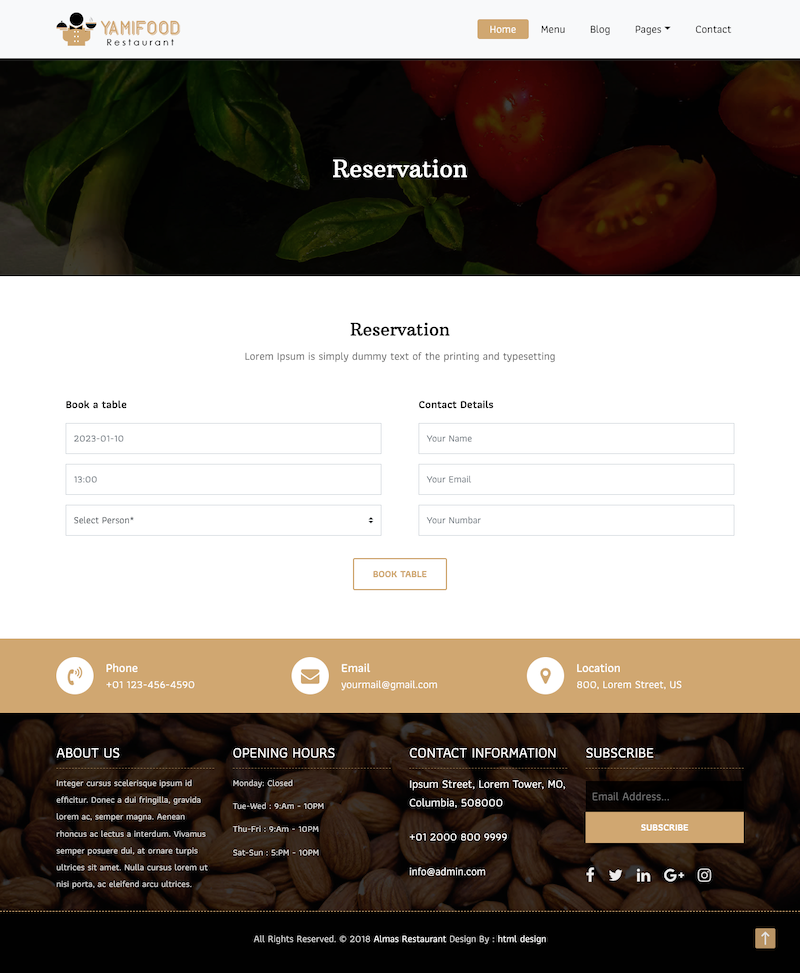 YAMIFOOD
Restaurant
Home Menu Blog Pages Contact
Reservation
Reservation
Lorem Ipsum is simply dummy text of the printing and typesetting
Book a table
2023-01-10
13:00
Select Person*
Contact Details
Your Name
Your Email
Your Numbar
BOOK TABLE
Phone
+01 123-456-4590
Email
yourmail@gmail.com
Location
800, Lorem Street, US
ABOUT US
Integer cursus scelerisque ipsum id
efficitur. Donec a dui fringilla, gravida
lorem ac, semper magna. Aenean
rhoncus ac lectus a interdum. Vivamus
semper posuere dui, at ornare turpis
ultrices sit amet. Nulla cursus lorem ut
nisi porta, ac eleifend arcu ultrices.
OPENING HOURS
Monday: Closed
Tue-Wed : 9:Am - 10PM
Thu-Fri : 9:Am - 10PM
Sat-Sun : 5:PM - 10PM
CONTACT INFORMATION
Ipsum Street, Lorem Tower, MO,
Columbia, 508000
+01 2000 800 9999
info@admin.com
SUBSCRIBE
Email Address...
SUBSCRIBE
All Rights Reserved. © 2018 Almas Restaurant Design By : html design